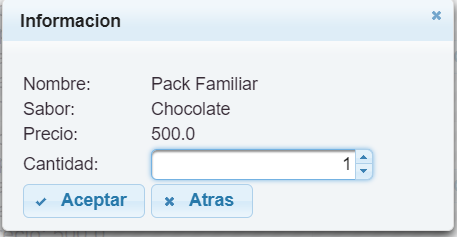 Informacion
Nombre: Pack Familiar
Sabor: Chocolate
Precio: 500.0
Cantidad: 1
Aceptar Atras